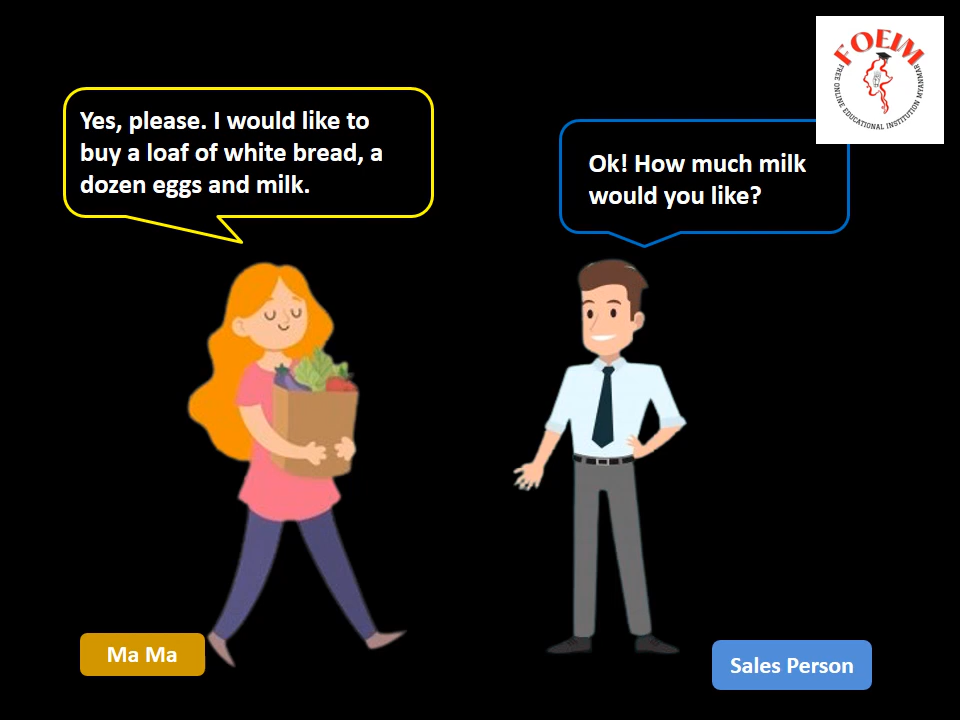 FOEIM
FREE ONLINE EDUCATIONAL INSTITUTION MYANMAR
Yes, please. I would like to
buy a loaf of white bread, a
dozen eggs and milk.
Ok! How much milk
would you like?
Ma Ma
Sales Person